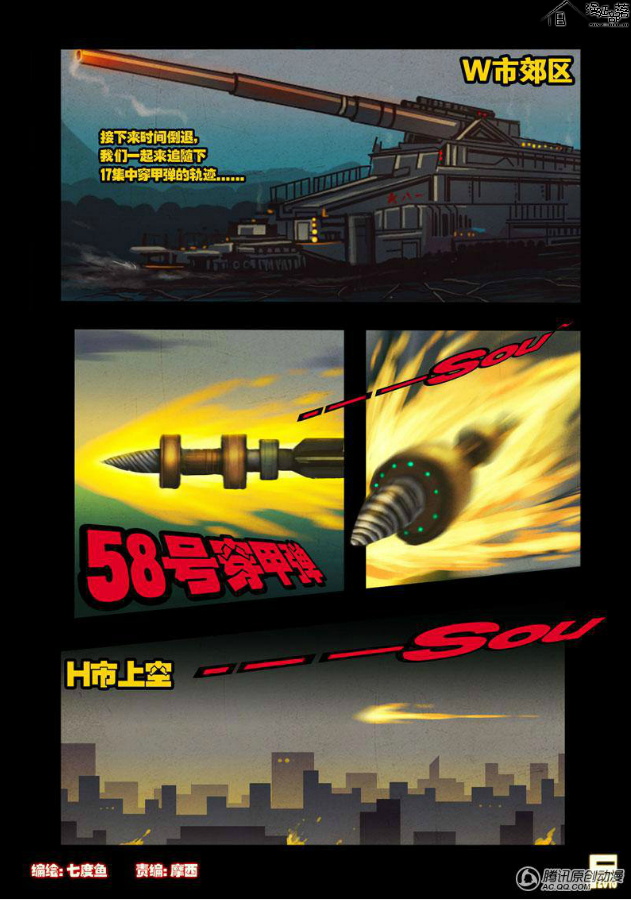 W市郊区
接下来时间倒退,
我们一起来追随下
17集中穿甲弹的轨迹......
SOU
58号穿甲弹
SOU
H市上空
编绘: 七度鱼 责编: 摩西
腾讯原创动漫
AC.QQ.COM